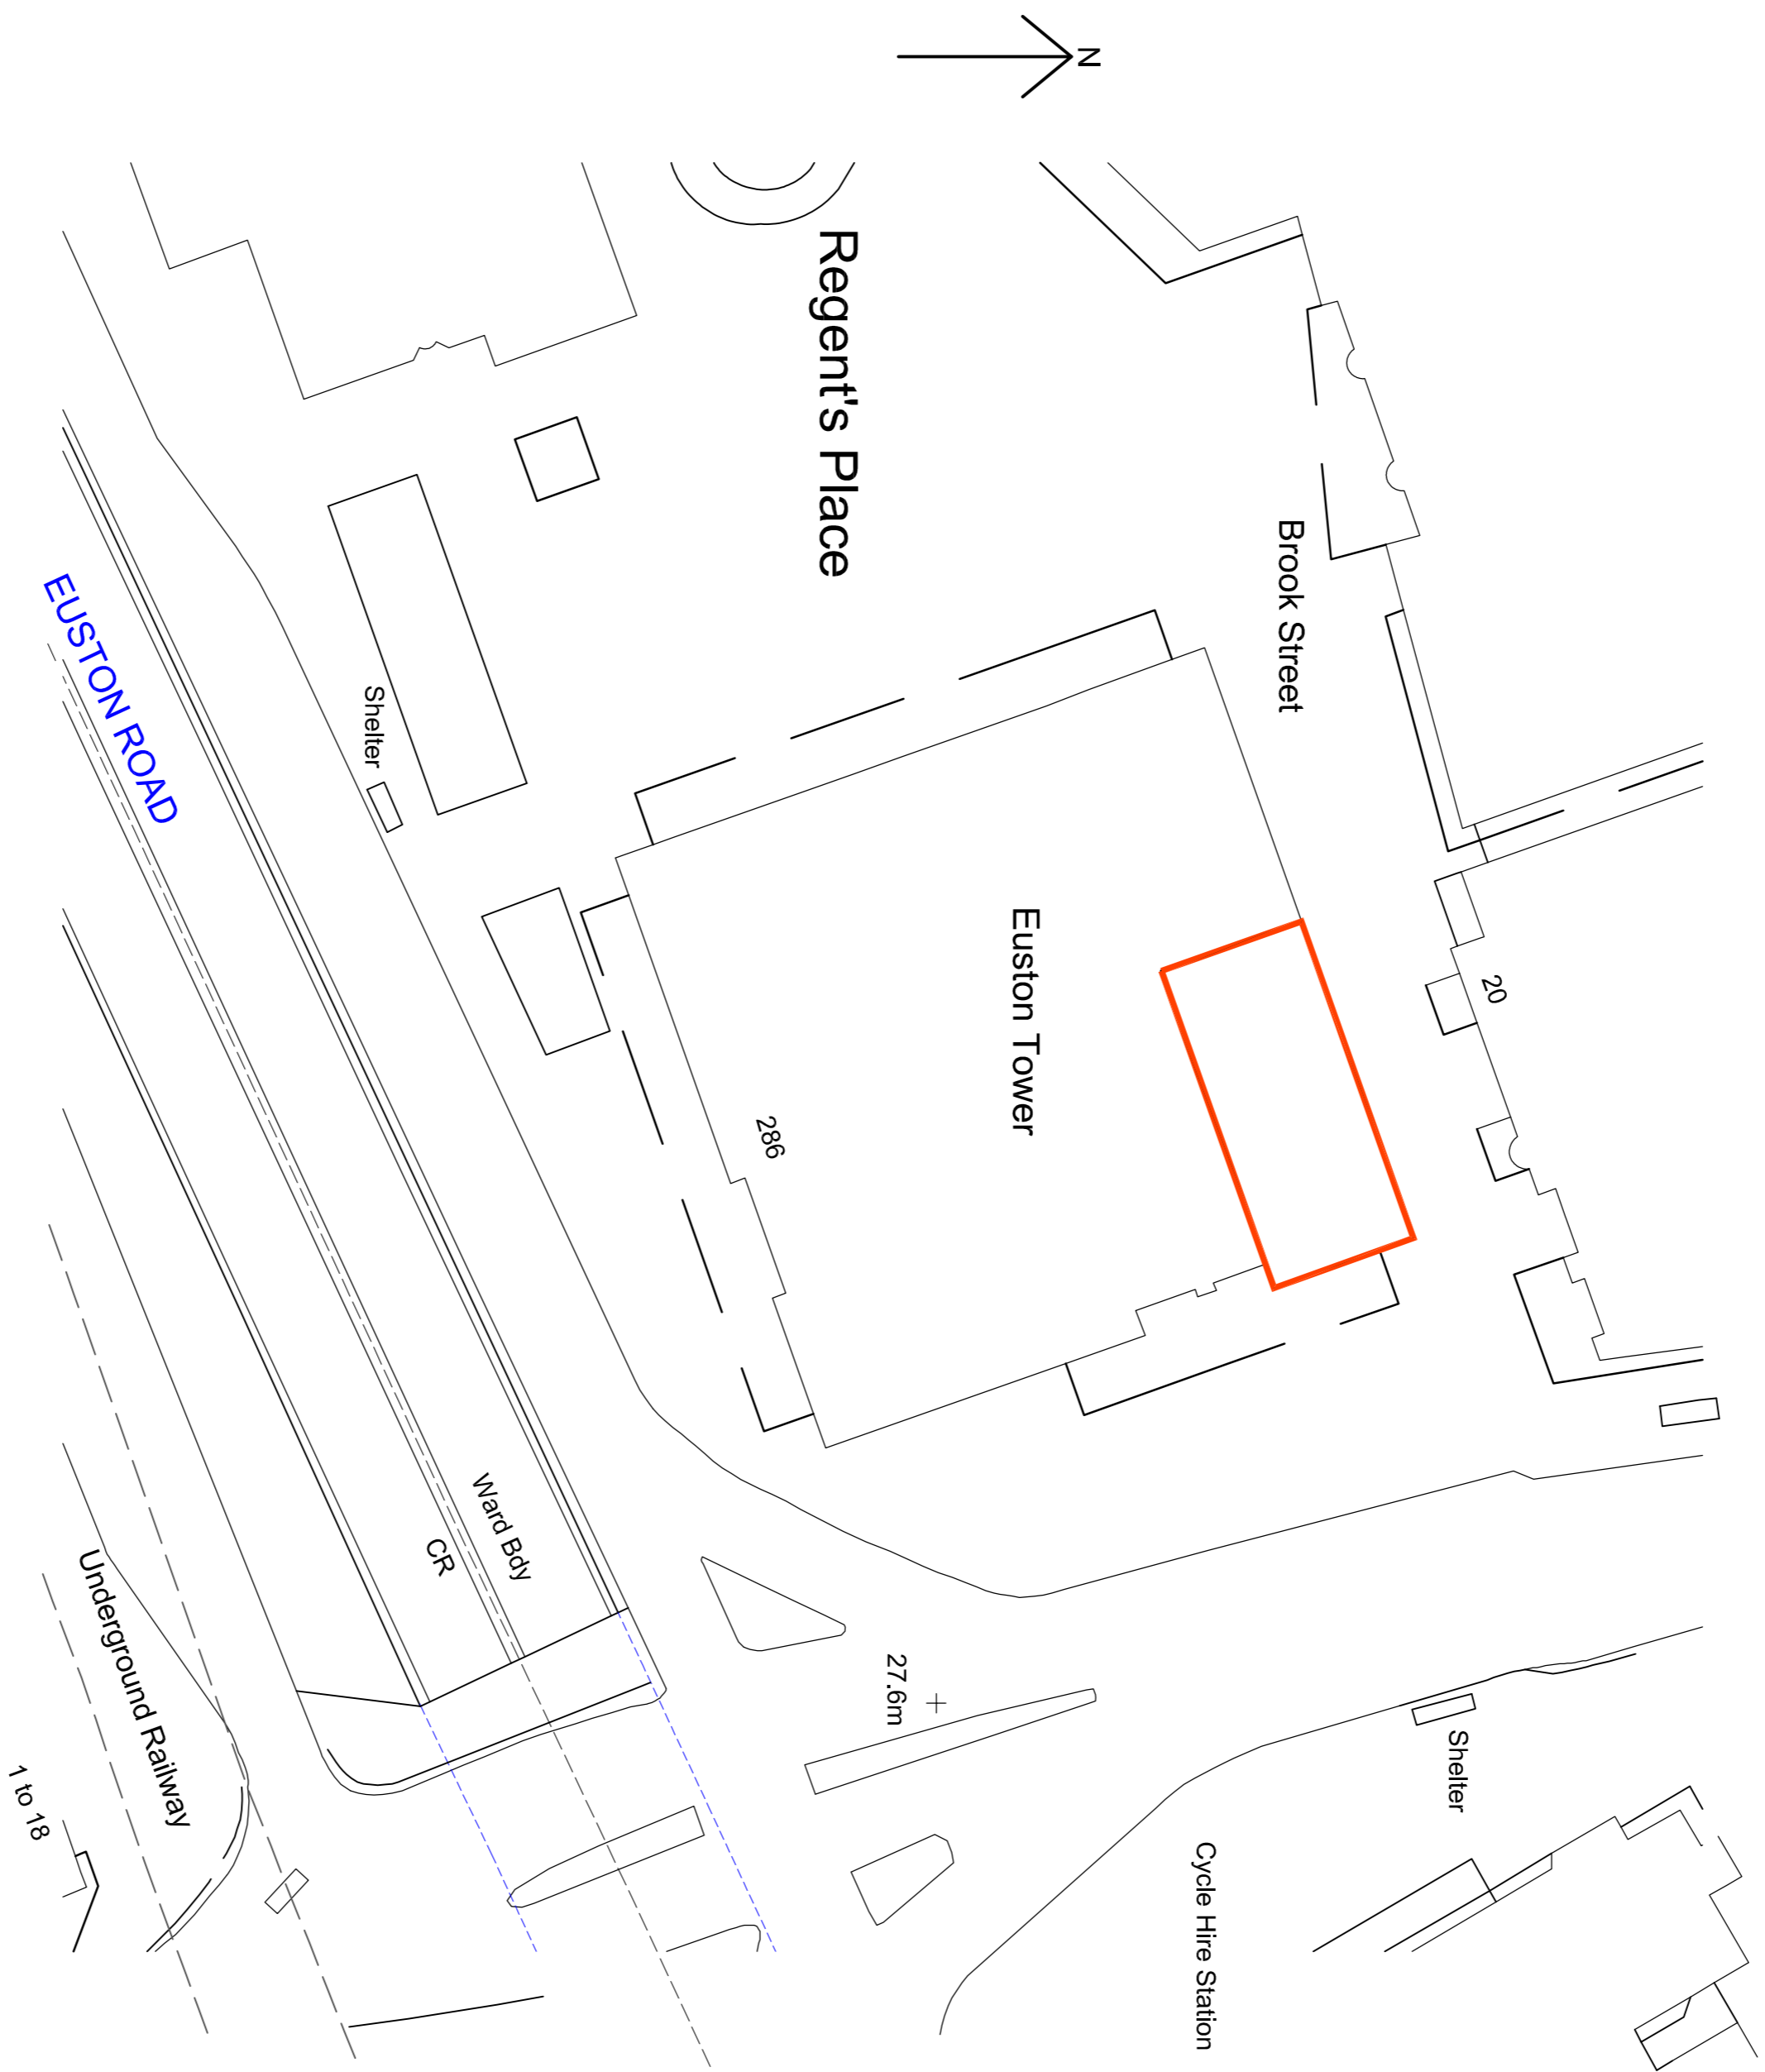 N
Regent's Place
Brook Street
EUSTON ROAD
Shelter
Euston Tower
20
286
Ward Bdy
CR
Underground Railway
27.6m
Shelter
1 to 18
Cycle Hire Station